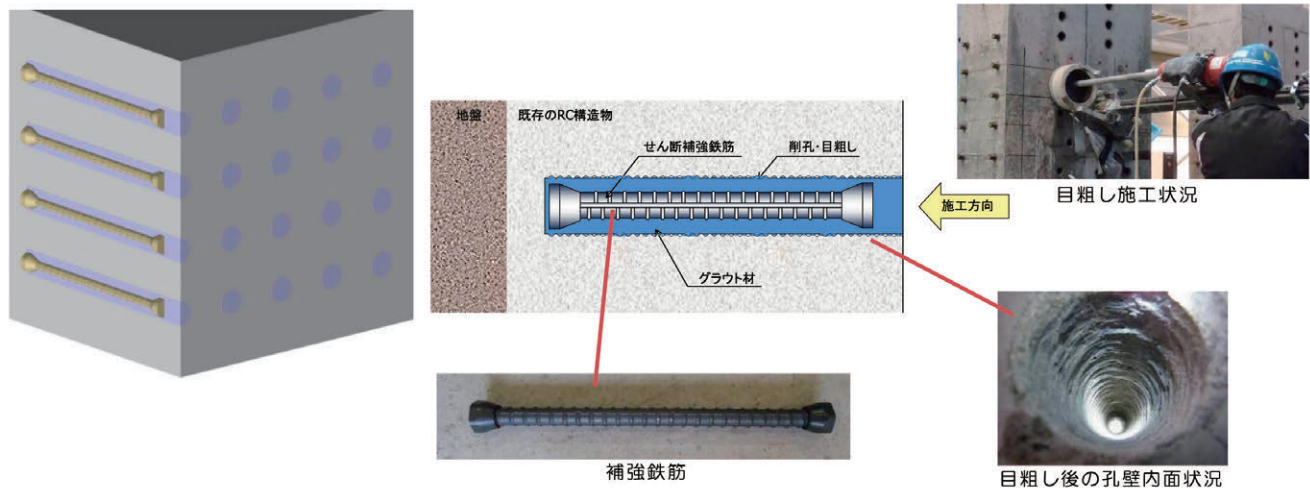 地盤
既存のRC構造物
せん断補強鉄筋
削孔・目粗し
グラウト材
施工方向
目粗し施工状況
補強鉄筋
目粗し後の孔壁内面状況